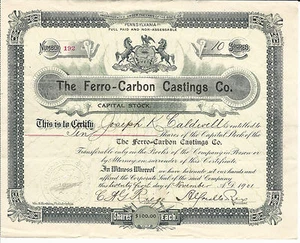 PENNSYLVANIA
FULL PAID AND NON-ASSESSABLE
Number 192
10 Shares
The Ferro-Carbon Castings Co.
CAPITAL STOCK
This is to Certify Joseph R. Caldwell is entitled to
Ten Shares of the Capital Stock of the
The Ferro-Carbon Castings Co.
Transferable only on the Books of the Company in Person or
by Attorney on surrender of this Certificate.
In Witness Whereof we have hereunto set our hands and
affixed the Corporate Seal of the said Company
this day of November
Shares $100.00 Each.